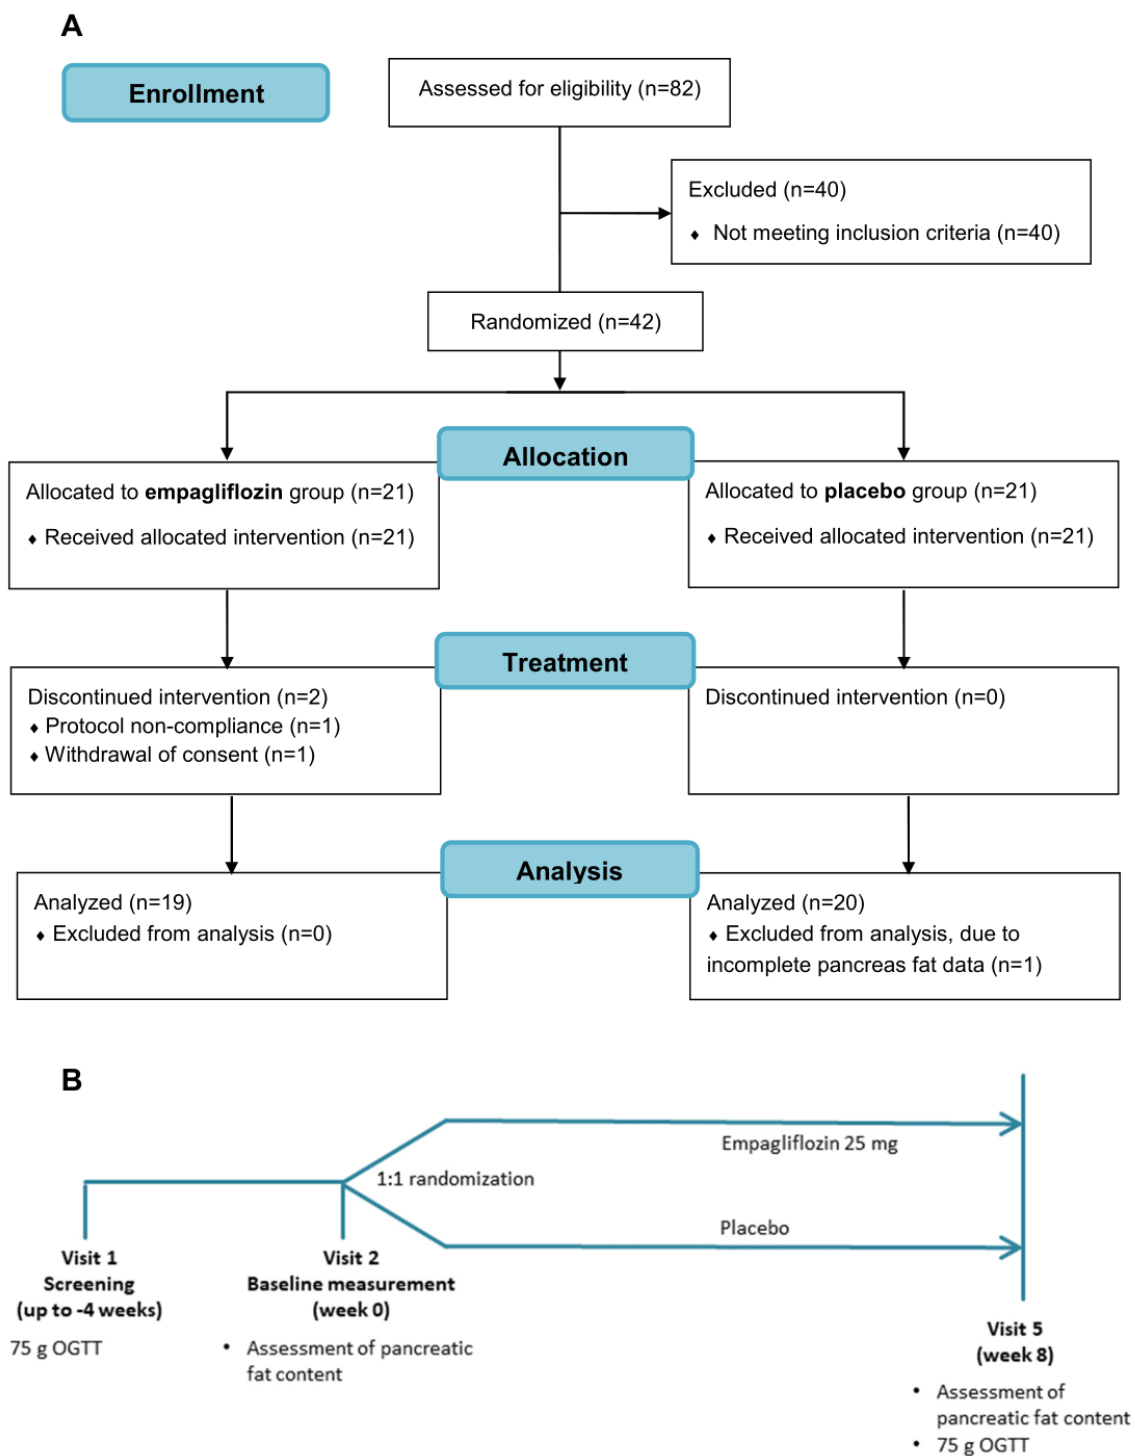 A
Enrollment
Assessed for eligibility (n=82)
Excluded (n=40)
♦ Not meeting inclusion criteria (n=40)
Randomized (n=42)
Allocation
Allocated to empagliflozin group (n=21)
♦ Received allocated intervention (n=21)
Allocated to placebo group (n=21)
♦ Received allocated intervention (n=21)
Treatment
Discontinued intervention (n=2)
♦ Protocol non-compliance (n=1)
♦ Withdrawal of consent (n=1)
Discontinued intervention (n=0)
Analysis
Analyzed (n=19)
♦ Excluded from analysis (n=0)
Analyzed (n=20)
♦ Excluded from analysis, due to
incomplete pancreas fat data (n=1)
B
Empagliflozin 25 mg
1:1 randomization
Placebo
Visit 1
Screening
(up to -4 weeks)
75 g OGTT
Visit 2
Baseline measurement
(week 0)
• Assessment of pancreatic
fat content
Visit 5
(week 8)
• Assessment of
pancreatic fat content
• 75 g OGTT